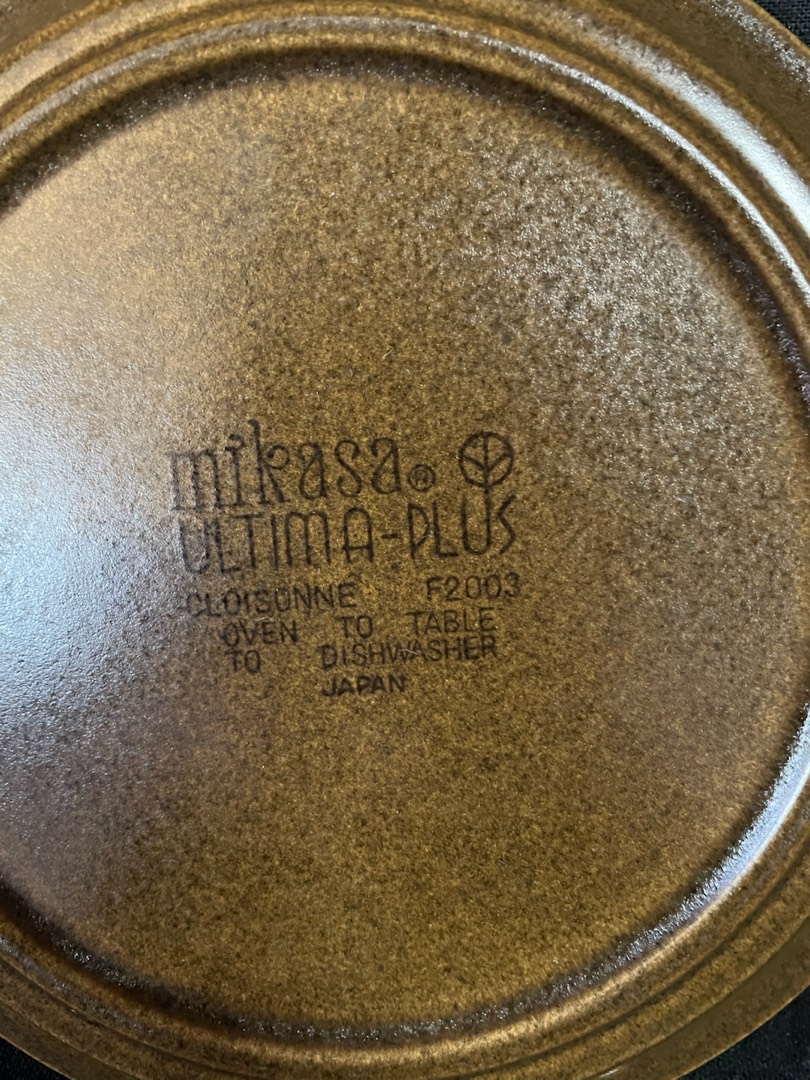 mikasa®
ULTIMA-PLUS
CLOISONNE F2003
OVEN TO TABLE
TO DISHWASHER
JAPAN